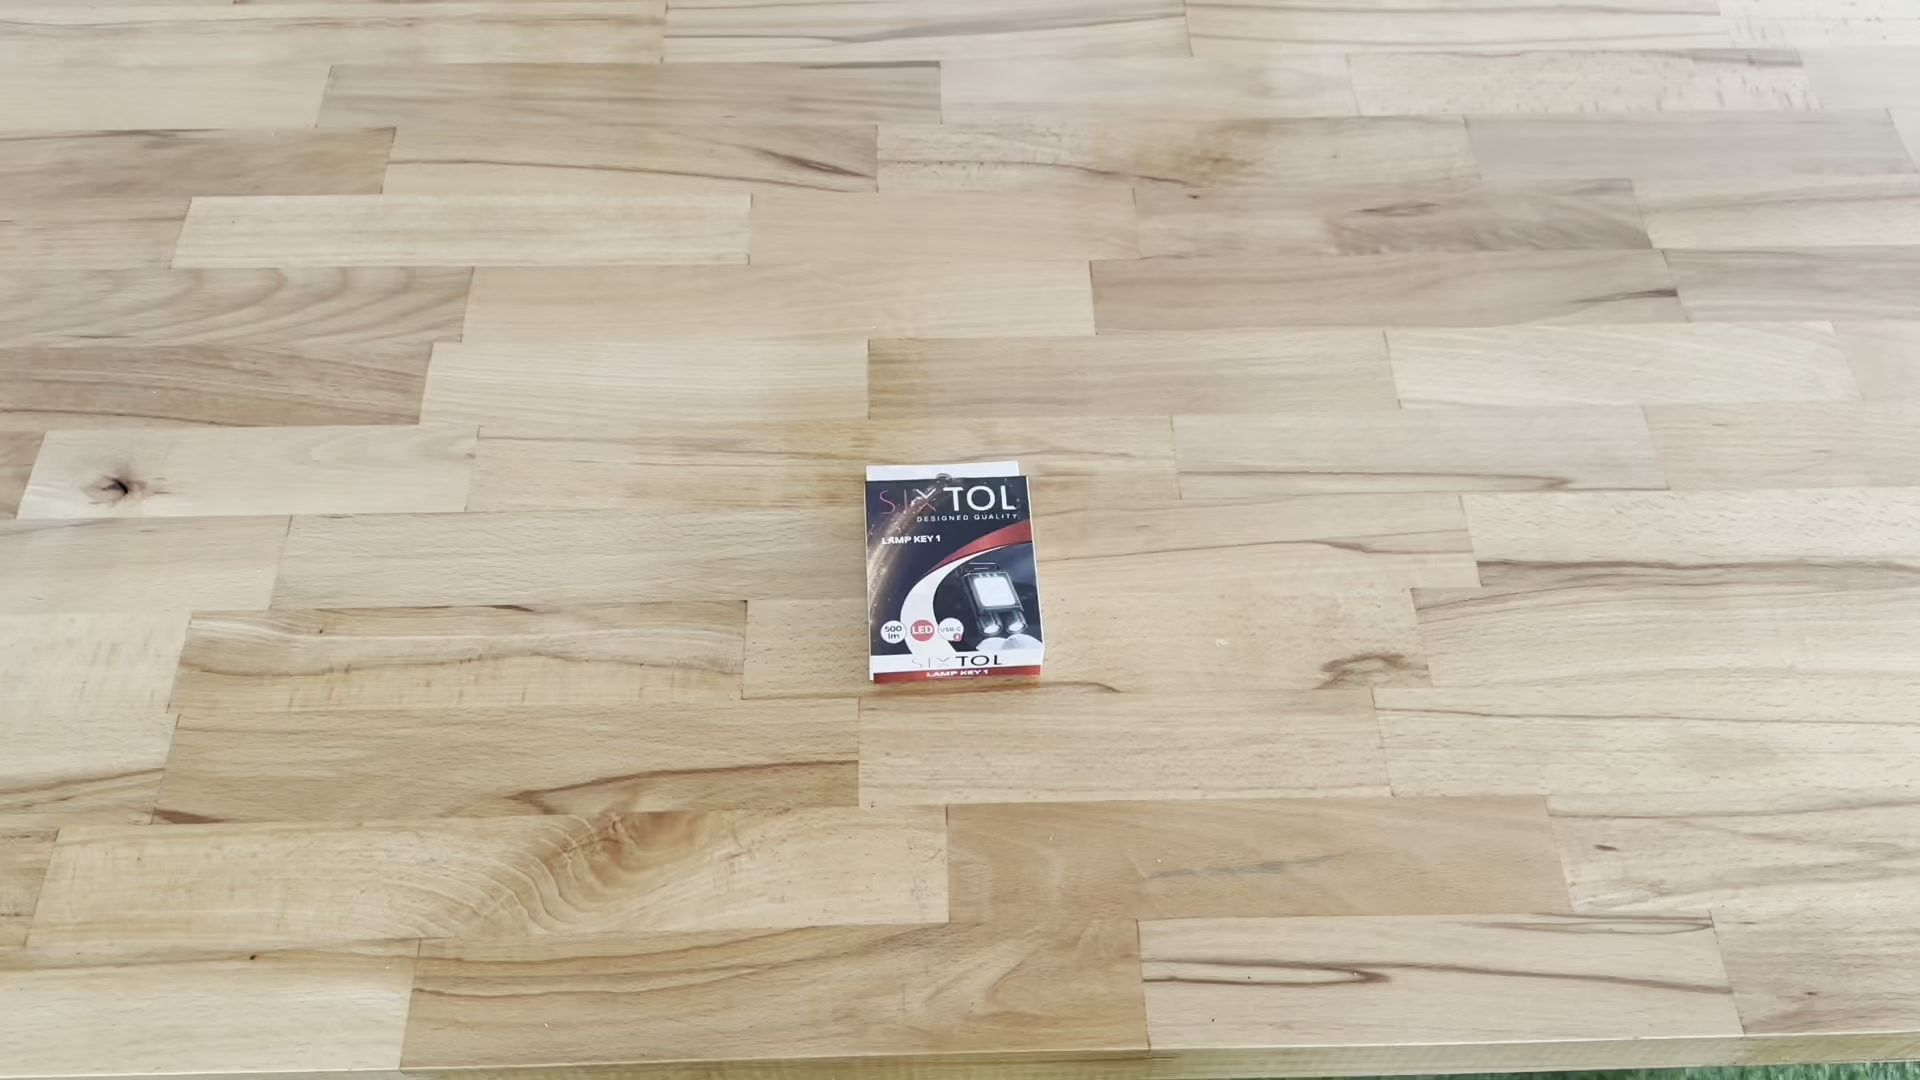 SIXTOL
DESIGNED QUALITY
LAMP KEY 1
500 lm
LED
USB-C
SIXTOL
LAMP KEY 1